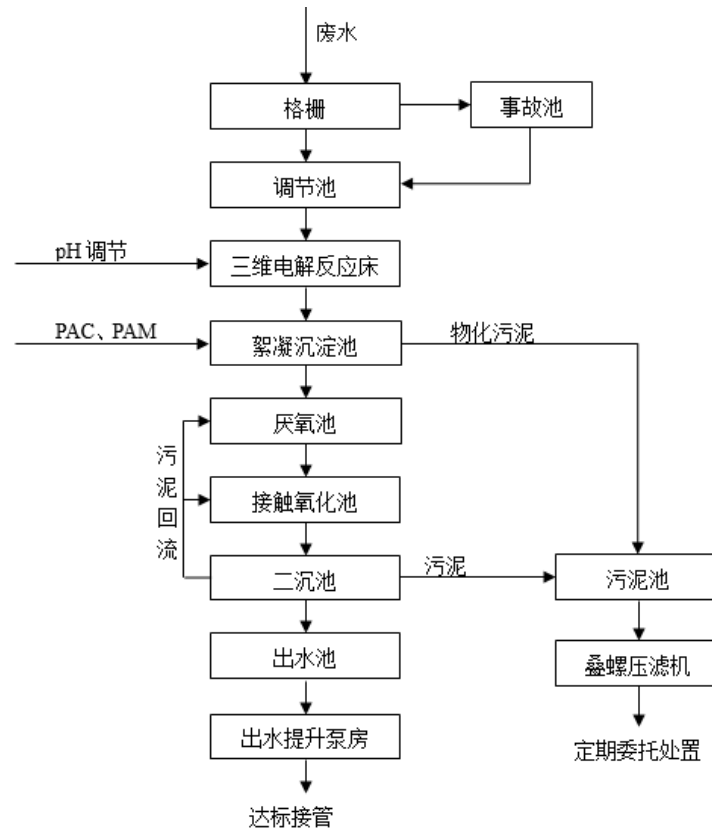 废水
格栅
事故池
调节池
pH 调节
三维电解反应床
PAC、PAM
絮凝沉淀池
物化污泥
厌氧池
污泥回流
接触氧化池
二沉池
污泥
污泥池
出水池
叠螺压滤机
出水提升泵房
定期委托处置
达标接管